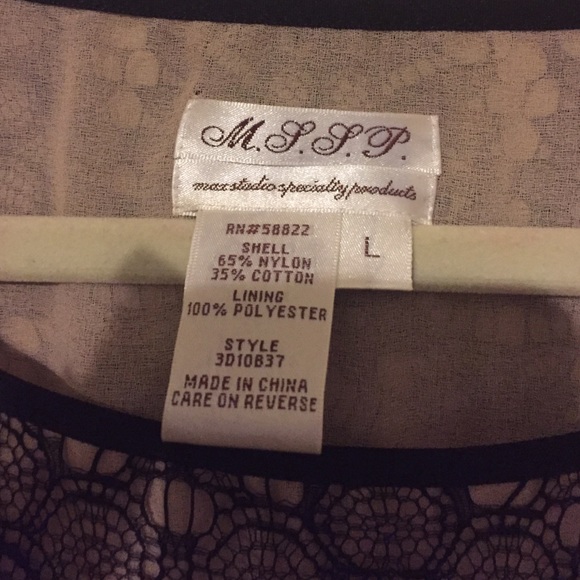 M.S.S.P.
max studio specialty products
L
RN#58822
SHELL
65% NYLON
35% COTTON
LINING
100% POLYESTER
STYLE
3D10B37
MADE IN CHINA
CARE ON REVERSE